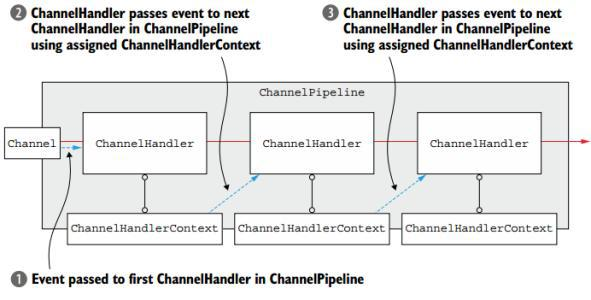 2 ChannelHandler passes event to next
ChannelHandler in ChannelPipeline
using assigned ChannelHandlerContext
3 ChannelHandler passes event to next
ChannelHandler in ChannelPipeline
using assigned ChannelHandlerContext
ChannelPipeline
Channel
ChannelHandler
ChannelHandler
ChannelHandler
ChannelHandlerContext
ChannelHandlerContext
ChannelHandlerContext
1 Event passed to first ChannelHandler in ChannelPipeline